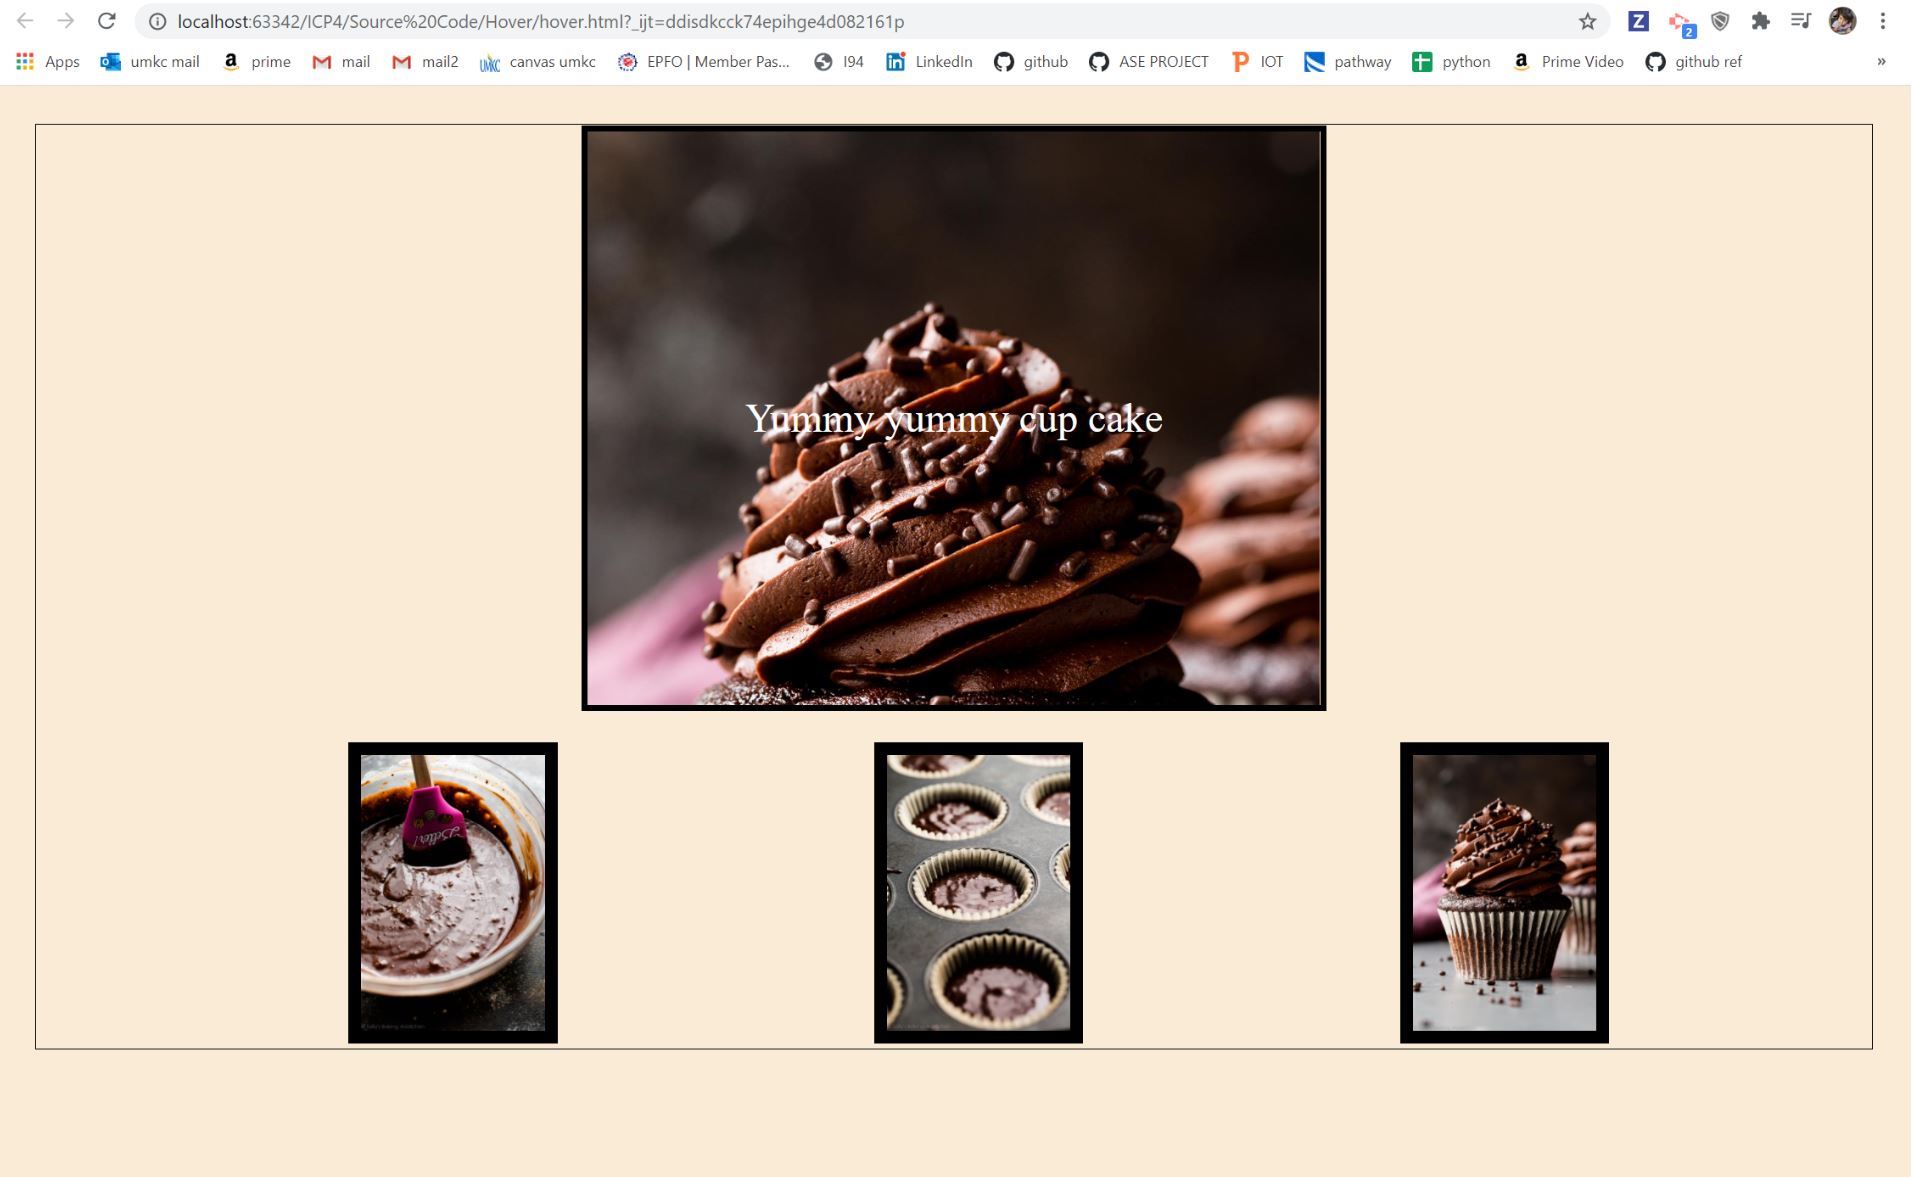 localhost:63342/ICP4/Source%20Code/Hover/hover.html?_ijt=ddisdkcck74epihge4d082161p
Z
2
Apps umkc mail prime mail mail2 canvas umkc EPFO | Member Pas... I94 LinkedIn github ASE PROJECT IOT pathway python Prime Video github ref »
Yummy yummy cup cake